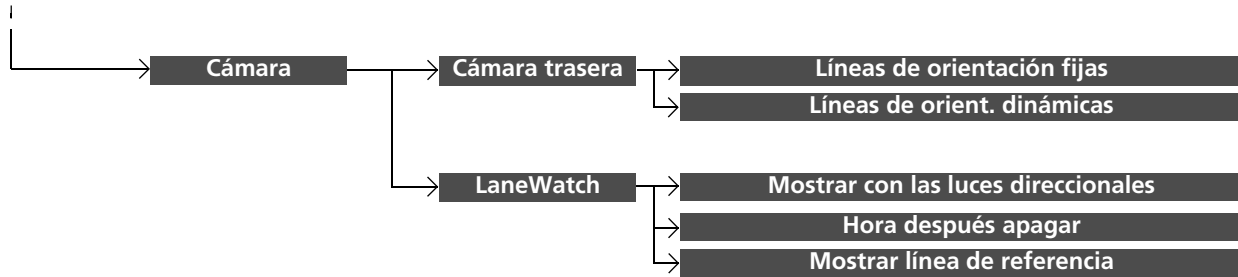 Cámara
Cámara trasera
Líneas de orientación fijas
Líneas de orient. dinámicas
LaneWatch
Mostrar con las luces direccionales
Hora después apagar
Mostrar línea de referencia